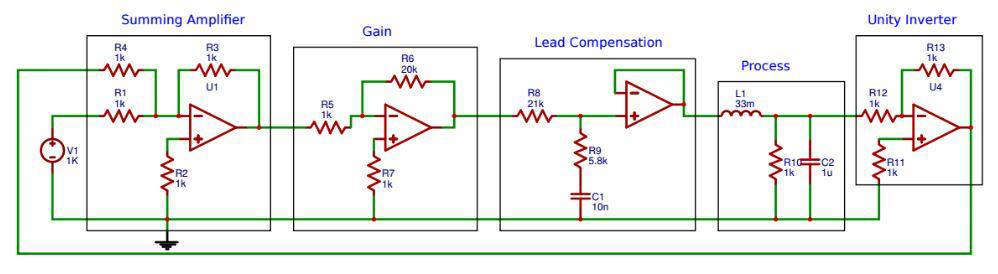 Summing Amplifier
Gain
Lead Compensation
Process
Unity Inverter
R4
1k
R3
1k
U1
R1
1k
V1
1K
R2
1k
R5
1k
R6
20k
R7
1k
R8
21k
R9
5.8k
C1
10n
L1
33m
R10
1k
C2
1u
R12
1k
R13
1k
U4
R11
1k